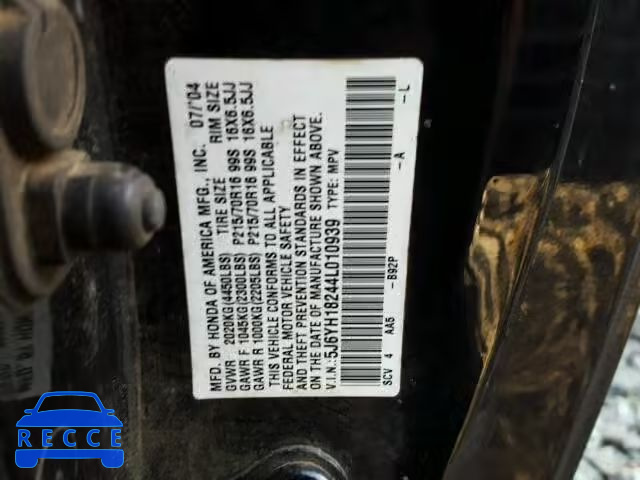 MFD. BY HONDA OF AMERICA MFG., INC. 07/'04
GVWR 2020KG(4450LBS) TIRE SIZE RIM SIZE
GAWR F 1045KG(2300LBS) P215/70R16 99S 16X6.5JJ
GAWR R 1000KG(2205LBS) P215/70R16 99S 16X6.5JJ
THIS VEHICLE CONFORMS TO ALL APPLICABLE
FEDERAL MOTOR VEHICLE SAFETY
AND THEFT PREVENTION STANDARDS IN EFFECT
ON THE DATE OF MANUFACTURE SHOWN ABOVE.
V.I.N.: 5J6YH18244L010939 TYPE: MPV
SCV 4 AA5 - B92P - A - L
RECCE